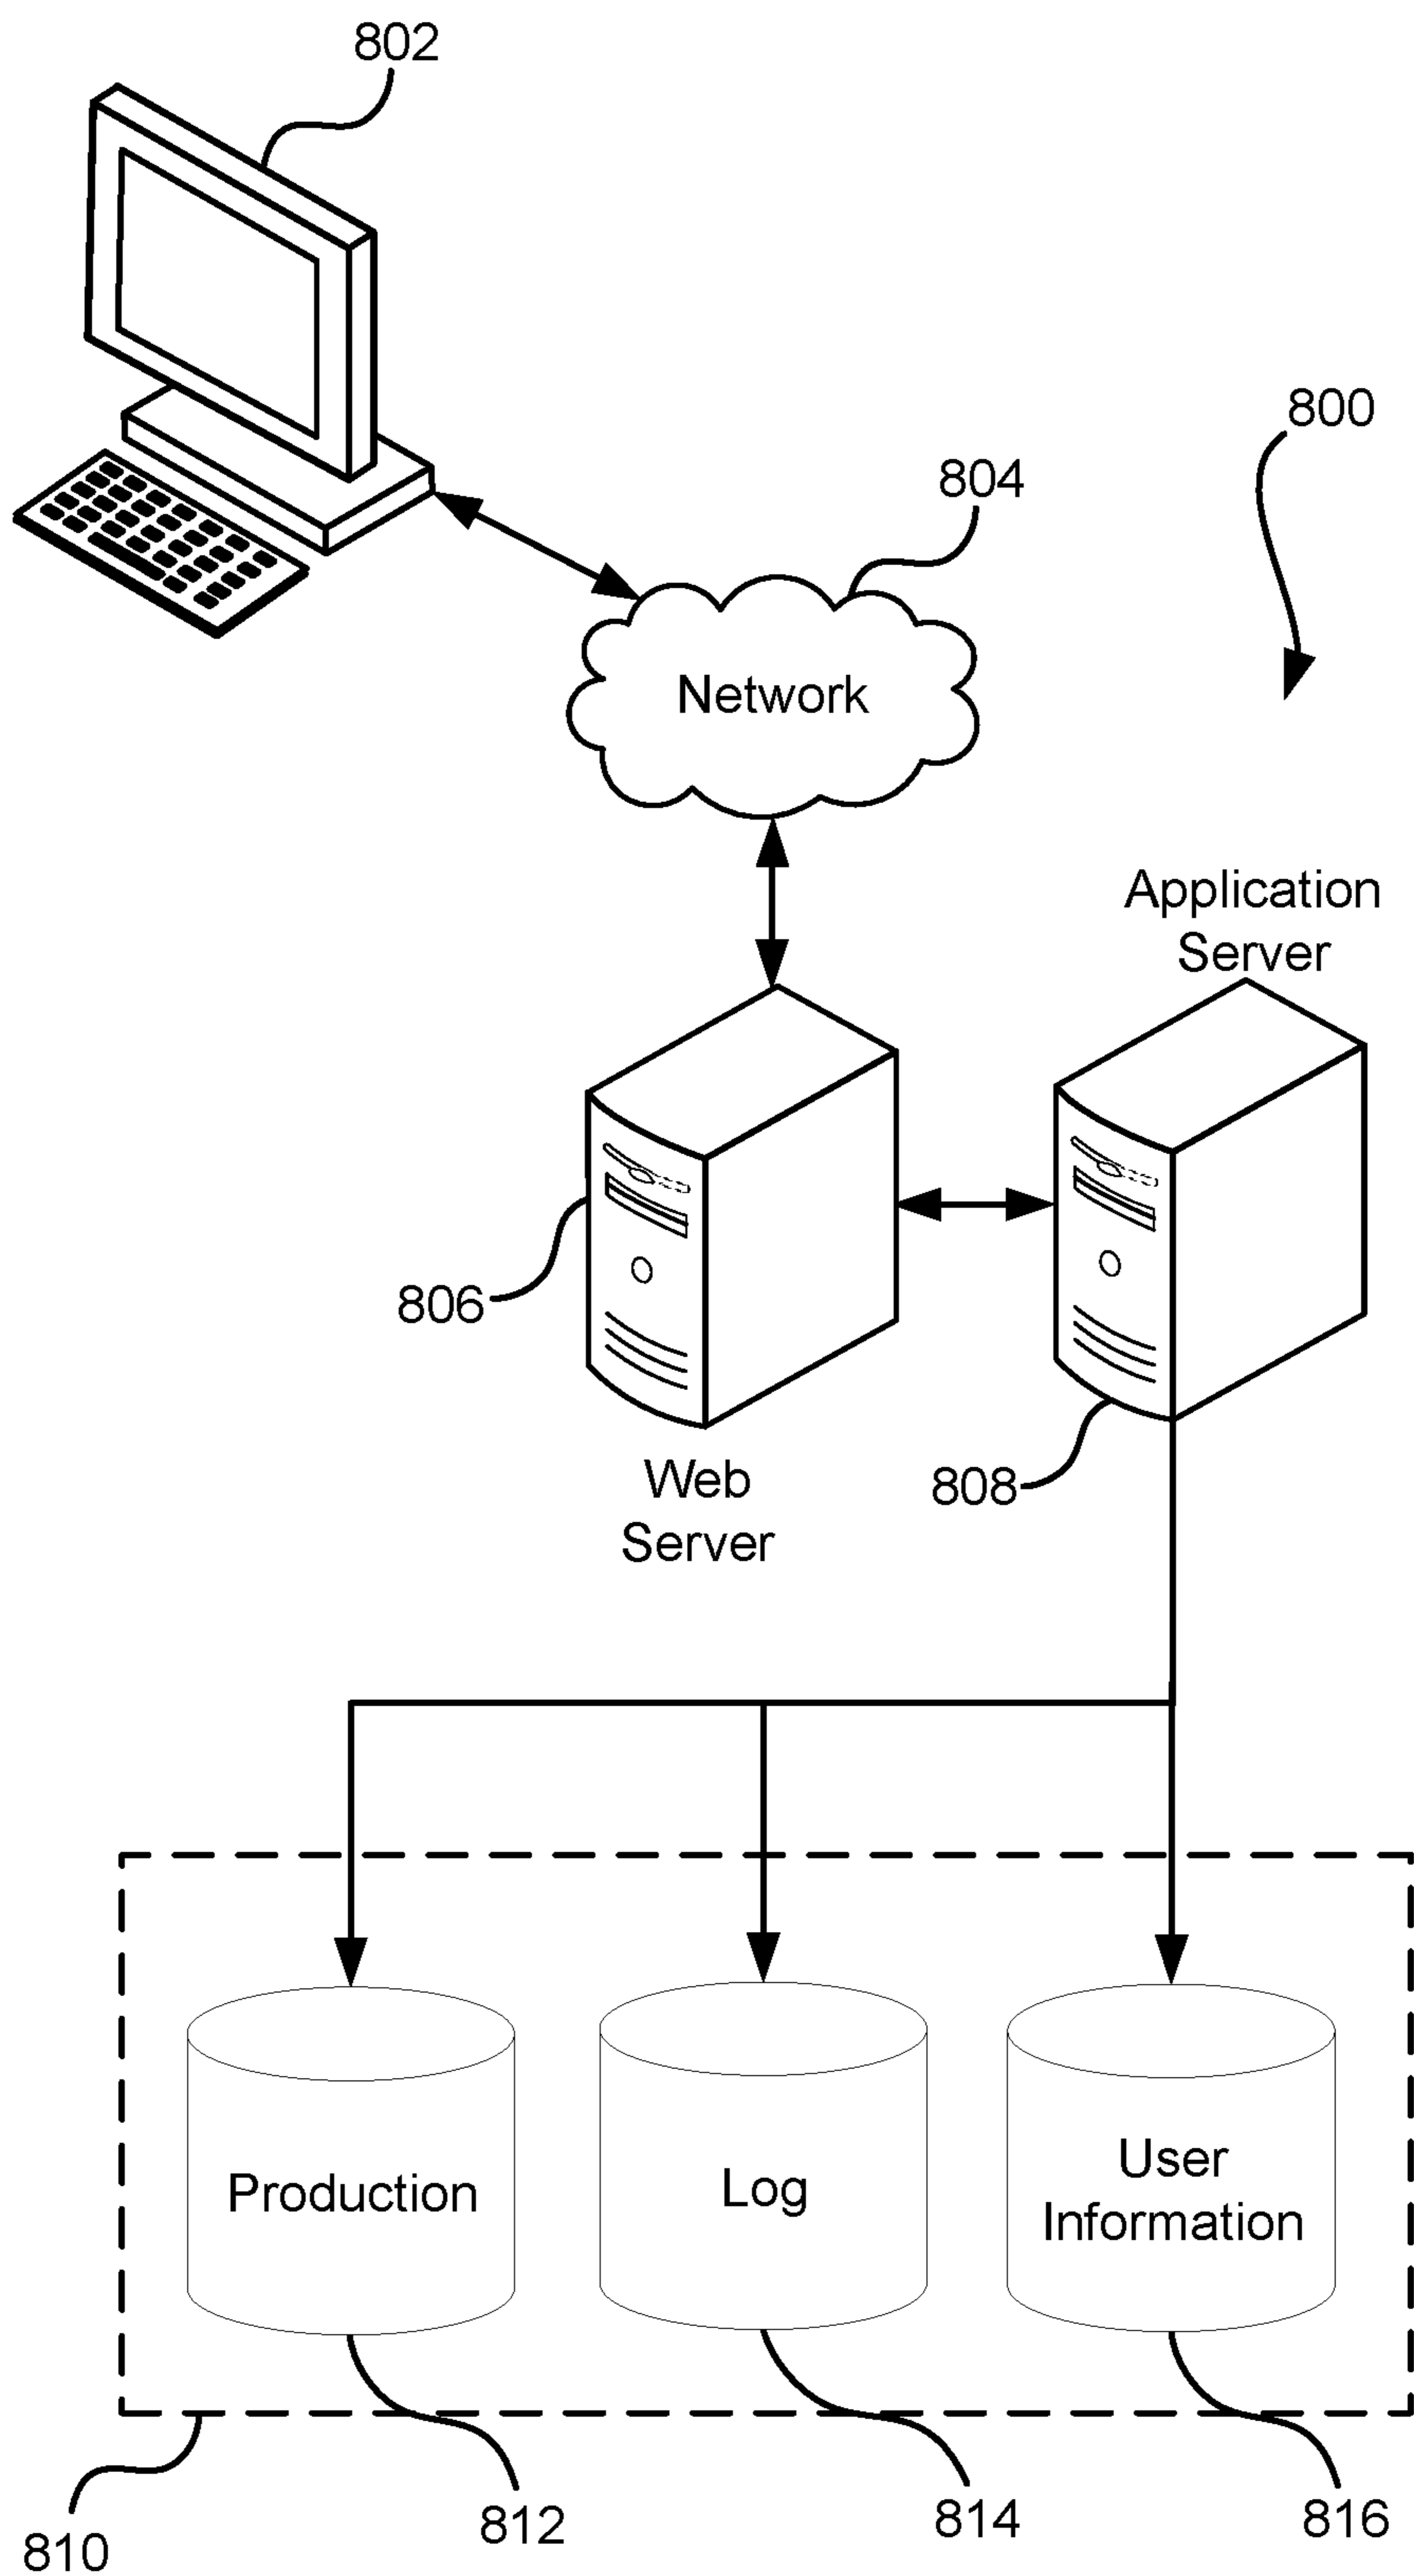 802
800
804
Network
Application
Server
806
808
Web
Server
Production
Log
User
Information
810
812
814
816